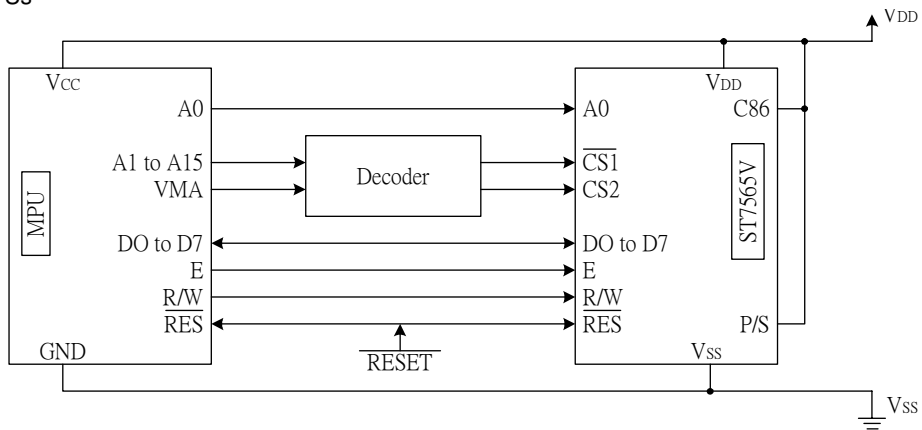 VDD
VCC
A0
A1 to A15
VMA
DO to D7
E
R/W
RES
GND
MPU
Decoder
RESET
VDD
A0
C86
CS1
CS2
DO to D7
E
R/W
RES
P/S
VSS
ST7565V
VSS